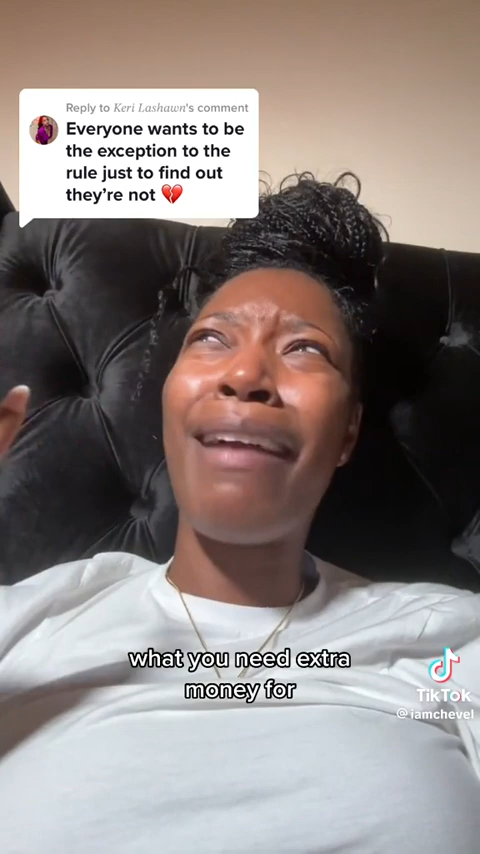 Reply to Keri Lashawn's comment
Everyone wants to be
the exception to the
rule just to find out
they're not 💔
what you need extra
money for
TikTok
@iamchevel